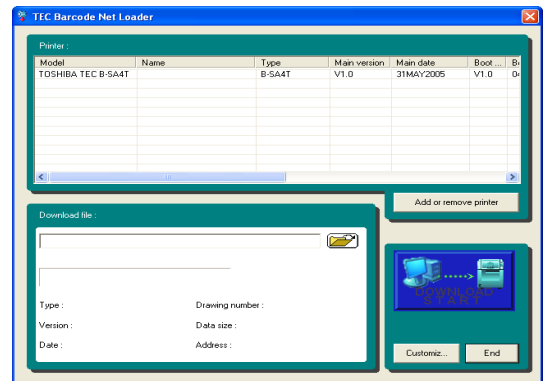 TEC Barcode Net Loader
Printer :
Model Name Type Main version Main date Boot ... B
TOSHIBA TEC B-SA4T B-SA4T V1.0 31MAY2005 V1.0 0
Add or remove printer
Download file :
DOWNLOAD
START
Type : Drawing number :
Version : Data size :
Date : Address :
Customiz... End